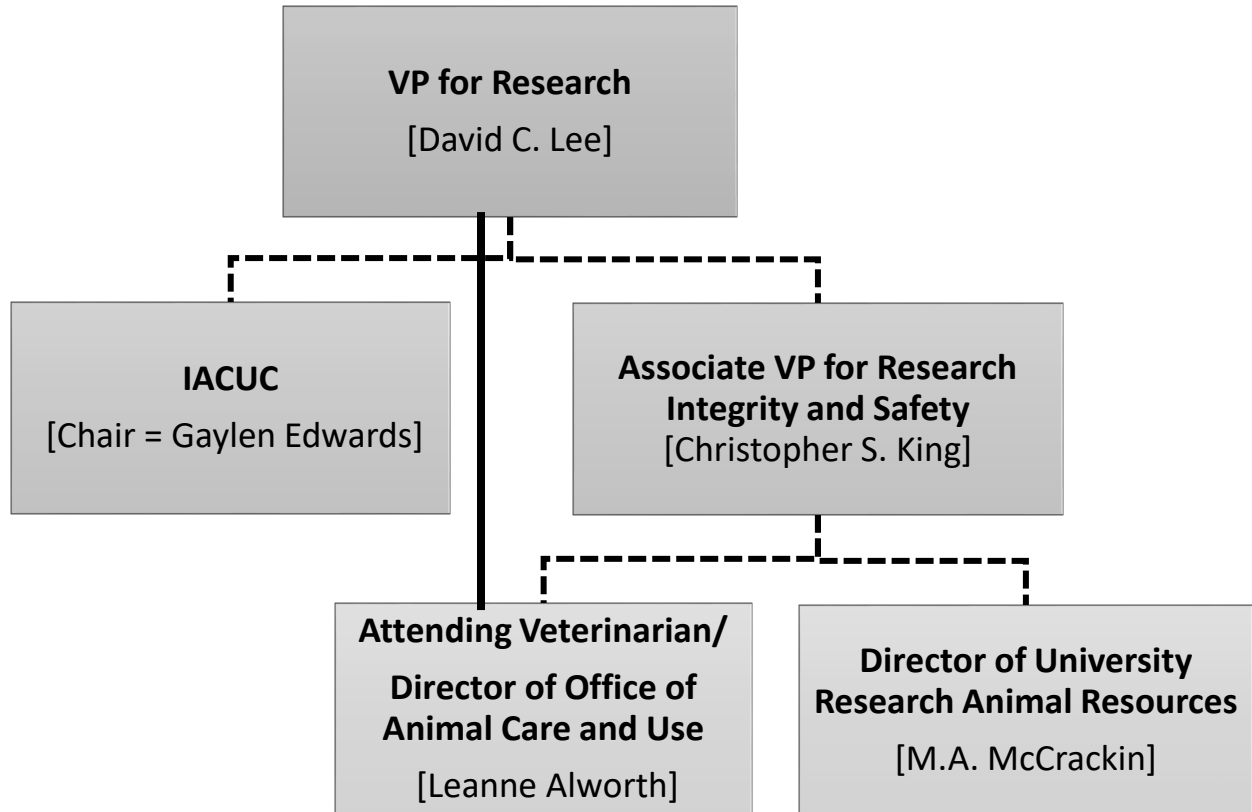 VP for Research
[David C. Lee]
IACUC
[Chair = Gaylen Edwards]
Associate VP for Research
Integrity and Safety
[Christopher S. King]
Attending Veterinarian/
Director of Office of
Animal Care and Use
[Leanne Alworth]
Director of University
Research Animal Resources
[M.A. McCrackin]